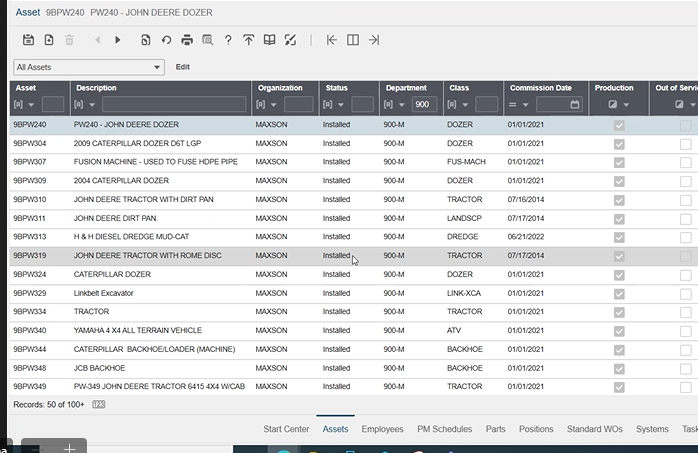 Asset 9BPW240 PW240 - JOHN DEERE DOZER
All Assets Edit
Asset Description Organization Status Department Class Commission Date Production Out of Servi
900
9BPW240 PW240 - JOHN DEERE DOZER MAXSON Installed 900-M DOZER 01/01/2021
9BPW304 2009 CATERPILLAR DOZER D6T LGP MAXSON Installed 900-M DOZER 01/01/2021
9BPW307 FUSION MACHINE - USED TO FUSE HDPE PIPE MAXSON Installed 900-M FUS-MACH 01/01/2021
9BPW309 2004 CATERPILLAR DOZER MAXSON Installed 900-M DOZER 01/01/2021
9BPW310 JOHN DEERE TRACTOR WITH DIRT PAN MAXSON Installed 900-M TRACTOR 07/16/2014
9BPW311 JOHN DEERE DIRT PAN. MAXSON Installed 900-M LANDSCP 07/17/2014
9BPW313 H & H DIESEL DREDGE MUD-CAT MAXSON Installed 900-M DREDGE 06/21/2022
9BPW319 JOHN DEERE TRACTOR WITH ROME DISC MAXSON Installed 900-M TRACTOR 07/17/2014
9BPW324 CATERPILLAR DOZER MAXSON Installed 900-M DOZER 01/01/2021
9BPW329 Linkbelt Excavator MAXSON Installed 900-M LINK-XCA 01/01/2021
9BPW334 TRACTOR MAXSON Installed 900-M TRACTOR 01/01/2021
9BPW340 YAMAHA 4 X4 ALL TERRAIN VEHICLE MAXSON Installed 900-M ATV 01/01/2021
9BPW344 CATERPILLAR BACKHOE/LOADER (MACHINE) MAXSON Installed 900-M BACKHOE 01/01/2021
9BPW348 JCB BACKHOE MAXSON Installed 900-M BACKHOE 01/01/2021
9BPW349 PW-349 JOHN DEERE TRACTOR 6415 4X4 W/CAB MAXSON Installed 900-M TRACTOR 01/01/2021
Records: 50 of 100+
Start Center Assets Employees PM Schedules Parts Positions Standard WOs Systems Task